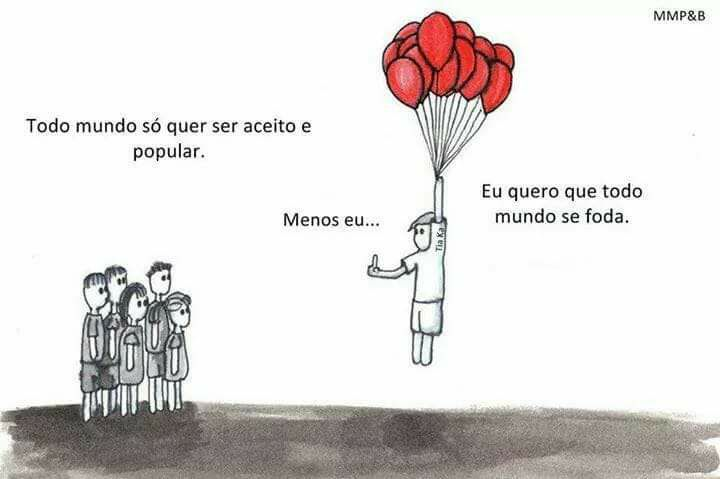 MMP&B
Todo mundo só quer ser aceito e
popular.
Menos eu...
Eu quero que todo
mundo se foda.
Tia Ka